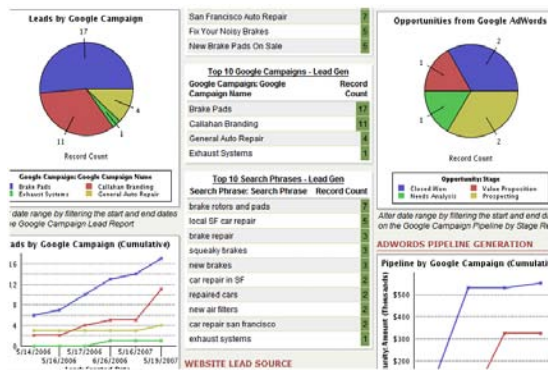 Leads by Google Campaign
17
4
1
11
Record Count
Google Campaign: Google Campaign Name
Brake Pads
Callahan Branding
Exhaust Systems
General Auto Repair
date range by filtering the start and end dates
e Google Campaign Lead Report
ads by Google Campaign (Cumulative)
16
12
8
4
0
5/14/2006
5/17/2006
5/16/2007
5/16/2006
6/26/2006
5/19/2007
San Francisco Auto Repair 7
Fix Your Noisy Brakes
New Brake Pads On Sale
Top 10 Google Campaigns - Lead Gen
Google Campaign: Google Campaign Name
Record Count
Brake Pads 17
Callahan Branding 11
General Auto Repair 4
Exhaust Systems 1
Top 10 Search Phrases - Lead Gen
Search Phrase: Search Phrase Record Count
brake rotors and pads 7
local SF car repair
brake repair
squeaky brakes
new brakes
car repair in SF
repaired cars
new air filters
car repair san francisco
exhaust systems 1
WEBSITE LEAD SOURCE
Opportunities from Google AdWords
2
1
1
2
Record Count
Opportunity: Stage
Closed Won
Value Proposition
Needs Analysis
Prospecting
Alter date range by filtering the start and end da
on the Google Campaign Pipeline by Stage Re
ADWORDS PIPELINE GENERATION
Pipeline by Google Campaign (Cumulati
unity: Amount (Thousands)
$500
$400
$300
$200